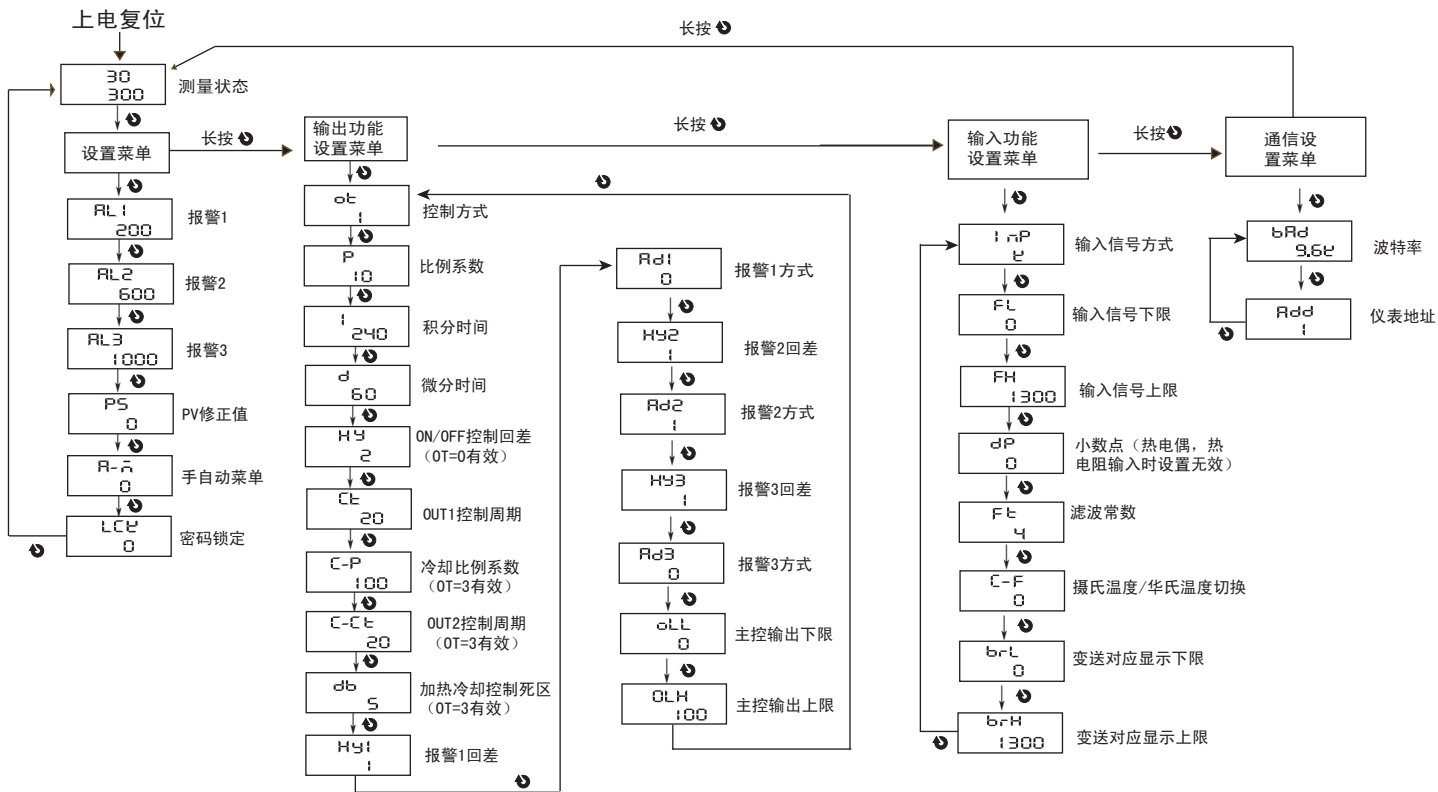 上电复位
长按
30
300
测量状态
设置菜单
长按
输出功能
设置菜单
长按
输入功能
设置菜单
长按
通信设
置菜单
AL1
200
报警1
AL2
600
报警2
AL3
1000
报警3
PS
0
PV修正值
A-M
0
手自动菜单
LCK
0
密码锁定
ot
1
控制方式
P
10
比例系数
I
240
积分时间
d
60
微分时间
HY
2
ON/OFF控制回差
(OT=0有效)
Ct
20
OUT1控制周期
C-P
100
冷却比例系数
(OT=3有效)
C-Ct
20
OUT2控制周期
(OT=3有效)
db
5
加热冷却控制死区
(OT=3有效)
Hy1
1
报警1回差
Ad1
0
报警1方式
HY2
1
报警2回差
Ad2
1
报警2方式
HY3
1
报警3回差
Ad3
0
报警3方式
oLL
0
主控输出下限
OLH
100
主控输出上限
InP
K
输入信号方式
FL
0
输入信号下限
FH
1300
输入信号上限
dP
0
小数点（热电偶，热
电阻输入时设置无效）
Ft
4
滤波常数
C-F
0
摄氏温度/华氏温度切换
brL
0
变送对应显示下限
brH
1300
变送对应显示上限
bAd
9.6K
波特率
Add
1
仪表地址